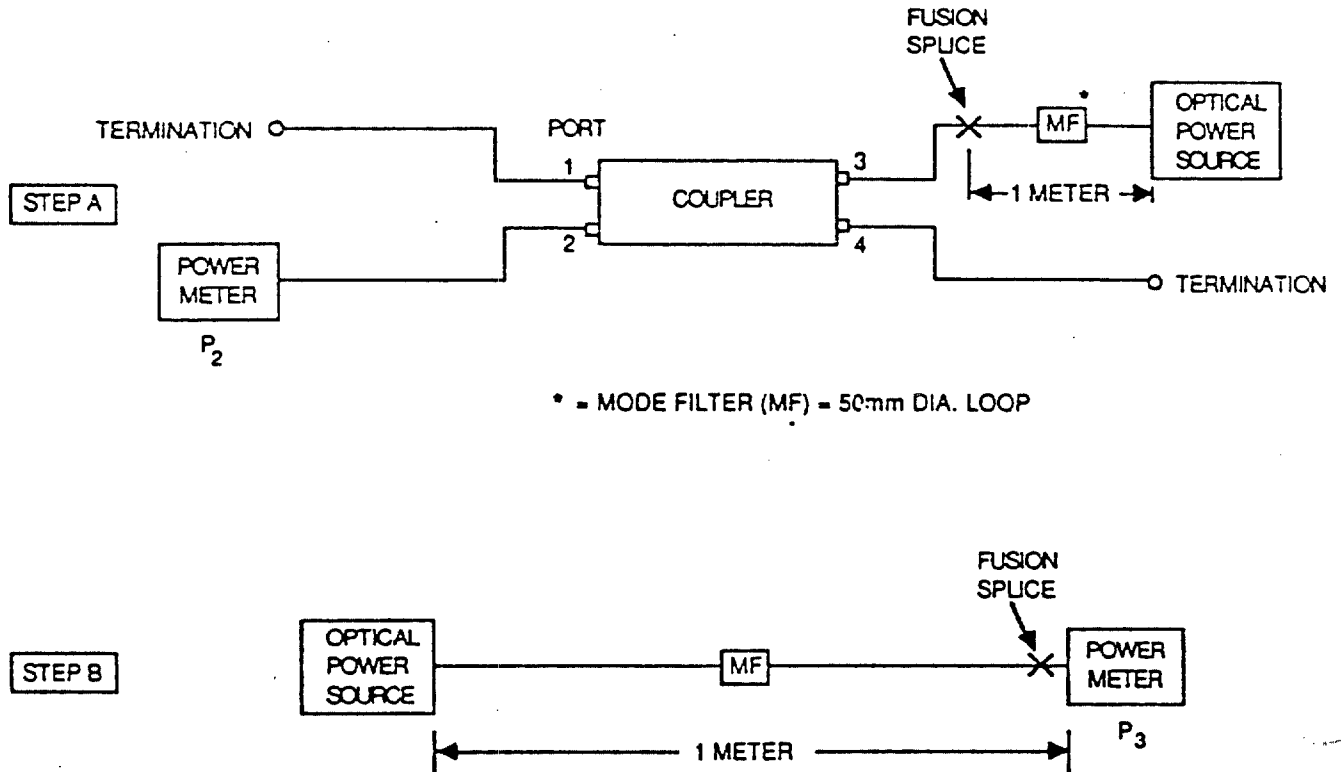 FUSION
SPLICE
*
MF
OPTICAL
POWER
SOURCE
TERMINATION
PORT
1
3
1 METER
STEP A
COUPLER
2
4
POWER
METER
TERMINATION
P2
* = MODE FILTER (MF) = 50mm DIA. LOOP
FUSION
SPLICE
OPTICAL
POWER
SOURCE
MF
POWER
METER
STEP B
1 METER
P3